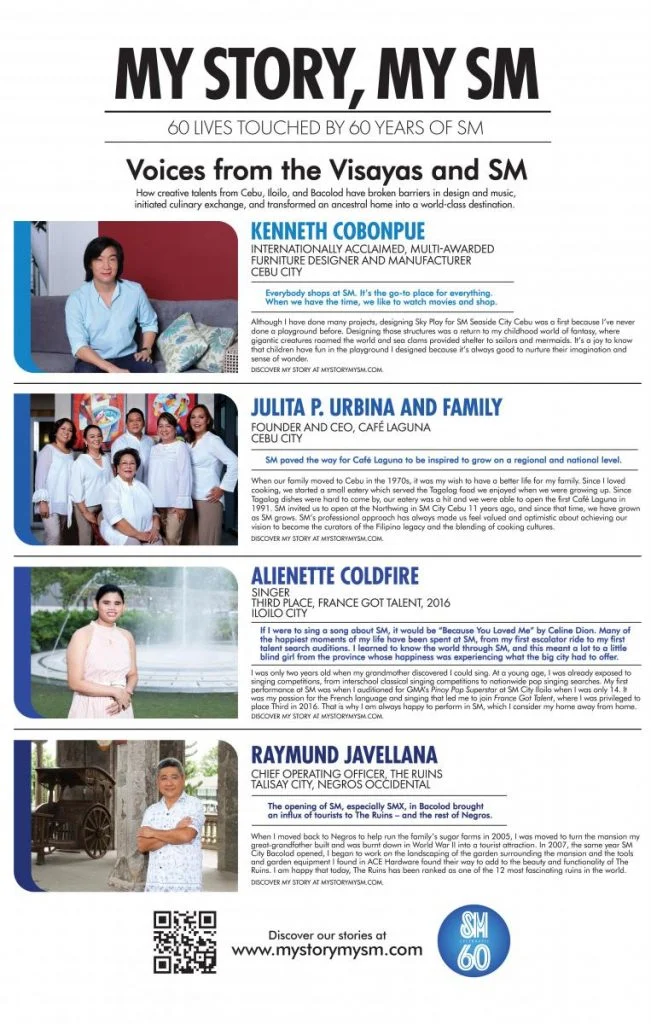 MY STORY, MY SM
60 LIVES TOUCHED BY 60 YEARS OF SM
Voices from the Visayas and SM
How creative talents from Cebu, Iloilo, and Bacolod have broken barriers in design and music,
initiated culinary exchange, and transformed an ancestral home into a world-class destination.
KENNETH COBONPUE
INTERNATIONALLY ACCLAIMED, MULTI-AWARDED
FURNITURE DESIGNER AND MANUFACTURER
CEBU CITY
Everybody shops at SM. It's the go-to place for everything.
When we have the time, we like to watch movies and shop.
Although I have done many projects, designing Sky Play for SM Seaside City Cebu was a first because I've never
done a playground before. Designing those structures was a return to my childhood world of fantasy, where
gigantic creatures roamed the world and sea clams provided shelter to sailors and mermaids. It's a joy to know
that children have fun in the playground I designed because it's always good to nurture their imagination and
sense of wonder.
DISCOVER MY STORY AT MYSTORYMYSM.COM.
JULITA P. URBINA AND FAMILY
FOUNDER AND CEO, CAFÉ LAGUNA
CEBU CITY
SM paved the way for Café Laguna to be inspired to grow on a regional and national level.
When our family moved to Cebu in the 1970s, it was my wish to have a better life for my family. Since I loved
cooking, we started a small eatery which served the Tagalog food we enjoyed when we were growing up. Since
Tagalog dishes were hard to come by, our eatery was a hit and we were able to open the first Café Laguna in
1991. SM invited us to open at the Northwing in SM City Cebu 11 years ago, and since that time, we have grown
as SM grows. SM's professional approach has always made us feel valued and optimistic about achieving our
vision to become the curators of the Filipino legacy and the blending of cooking cultures.
DISCOVER MY STORY AT MYSTORYMYSM.COM.
ALIENETTE COLDFIRE
SINGER
THIRD PLACE, FRANCE GOT TALENT, 2016
ILOILO CITY
If I were to sing a song about SM, it would be "Because You Loved Me" by Celine Dion. Many of
the happiest moments of my life have been spent at SM, from my first escalator ride to my first
talent search auditions. I learned to know the world through SM, and this meant a lot to a little
blind girl from the province whose happiness was experiencing what the big city had to offer.
I was only two years old when my grandmother discovered I could sing. At a young age, I was already exposed to
singing competitions, from interschool classical singing competitions to nationwide pop singing searches. My first
performance at SM was when I auditioned for GMA's Pinoy Pop Superstar at SM City Iloilo when I was only 14. It
was my passion for the French language and singing that led me to join France Got Talent, where I was privileged to
place Third in 2016. That is why I am always happy to perform in SM, which I consider my home away from home.
DISCOVER MY STORY AT MYSTORYMYSM.COM.
RAYMUND JAVELLANA
CHIEF OPERATING OFFICER, THE RUINS
TALISAY CITY, NEGROS OCCIDENTAL
The opening of SM, especially SMX, in Bacolod brought
an influx of tourists to The Ruins – and the rest of Negros.
When I moved back to Negros to help run the family's sugar farms in 2005, I was moved to turn the mansion my
great-grandfather built and was burnt down in World War II into a tourist attraction. In 2007, the same year SM
City Bacolod opened, I began to work on the landscaping of the garden surrounding the mansion and the tools
and garden equipment I found in ACE Hardware found their way to add to the beauty and functionality of The
Ruins. I am happy that today, The Ruins has been ranked as one of the 12 most fascinating ruins in the world.
DISCOVER MY STORY AT MYSTORYMYSM.COM.
Discover our stories at
www.mystorymysm.com
SM
60